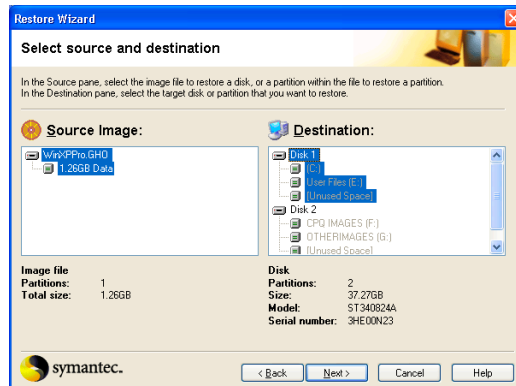 Restore Wizard
Select source and destination
In the Source pane, select the image file to restore a disk, or a partition within the file to restore a partition.
In the Destination pane, select the target disk or partition that you want to restore.
Source Image:
WinXPPro.GHO
1.26GB Data
Destination:
Disk 1
(C:)
User Files (E:)
[Unused Space]
Disk 2
CPQ IMAGES (F:)
OTHERIMAGES (G:)
[Unused Space]
Image file
Partitions: 1
Total size: 1.26GB
Disk
Partitions: 2
Size: 37.27GB
Model: ST340824A
Serial number: 3HE00N23
symantec.
< Back
Next >
Cancel
Help